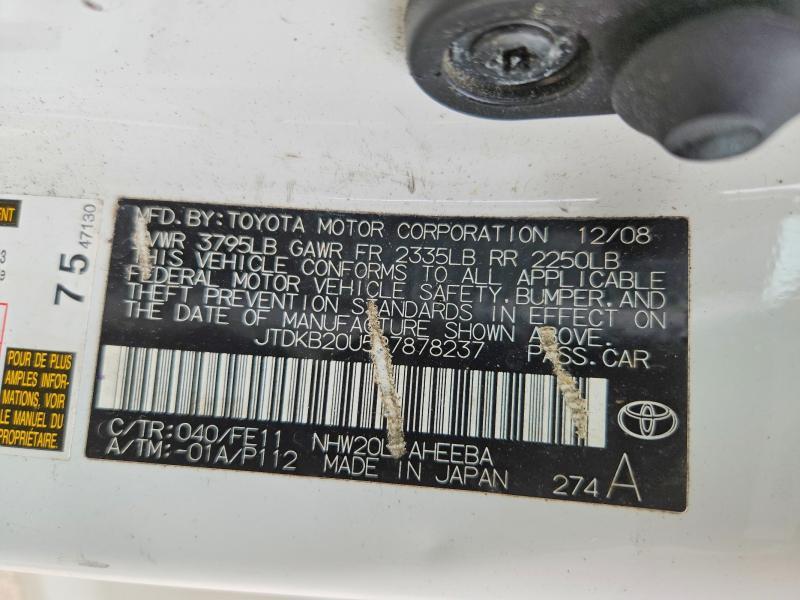 MFD. BY: TOYOTA MOTOR CORPORATION 12/08
GVWR 3795LB GAWR FR 2335LB RR 2250LB
THIS VEHICLE CONFORMS TO ALL APPLICABLE
FEDERAL MOTOR VEHICLE SAFETY, BUMPER, AND
THEFT PREVENTION STANDARDS IN EFFECT ON
THE DATE OF MANUFACTURE SHOWN ABOVE.
PASS. CAR
C/TR: 040/FE11
A/TM: -01A/P112 MADE IN JAPAN
274 A
75 47130
POUR DE PLUS
AMPLES INFOR-
MATIONS, VOIR
LE MANUEL DU
PROPRIÉTAIRE.